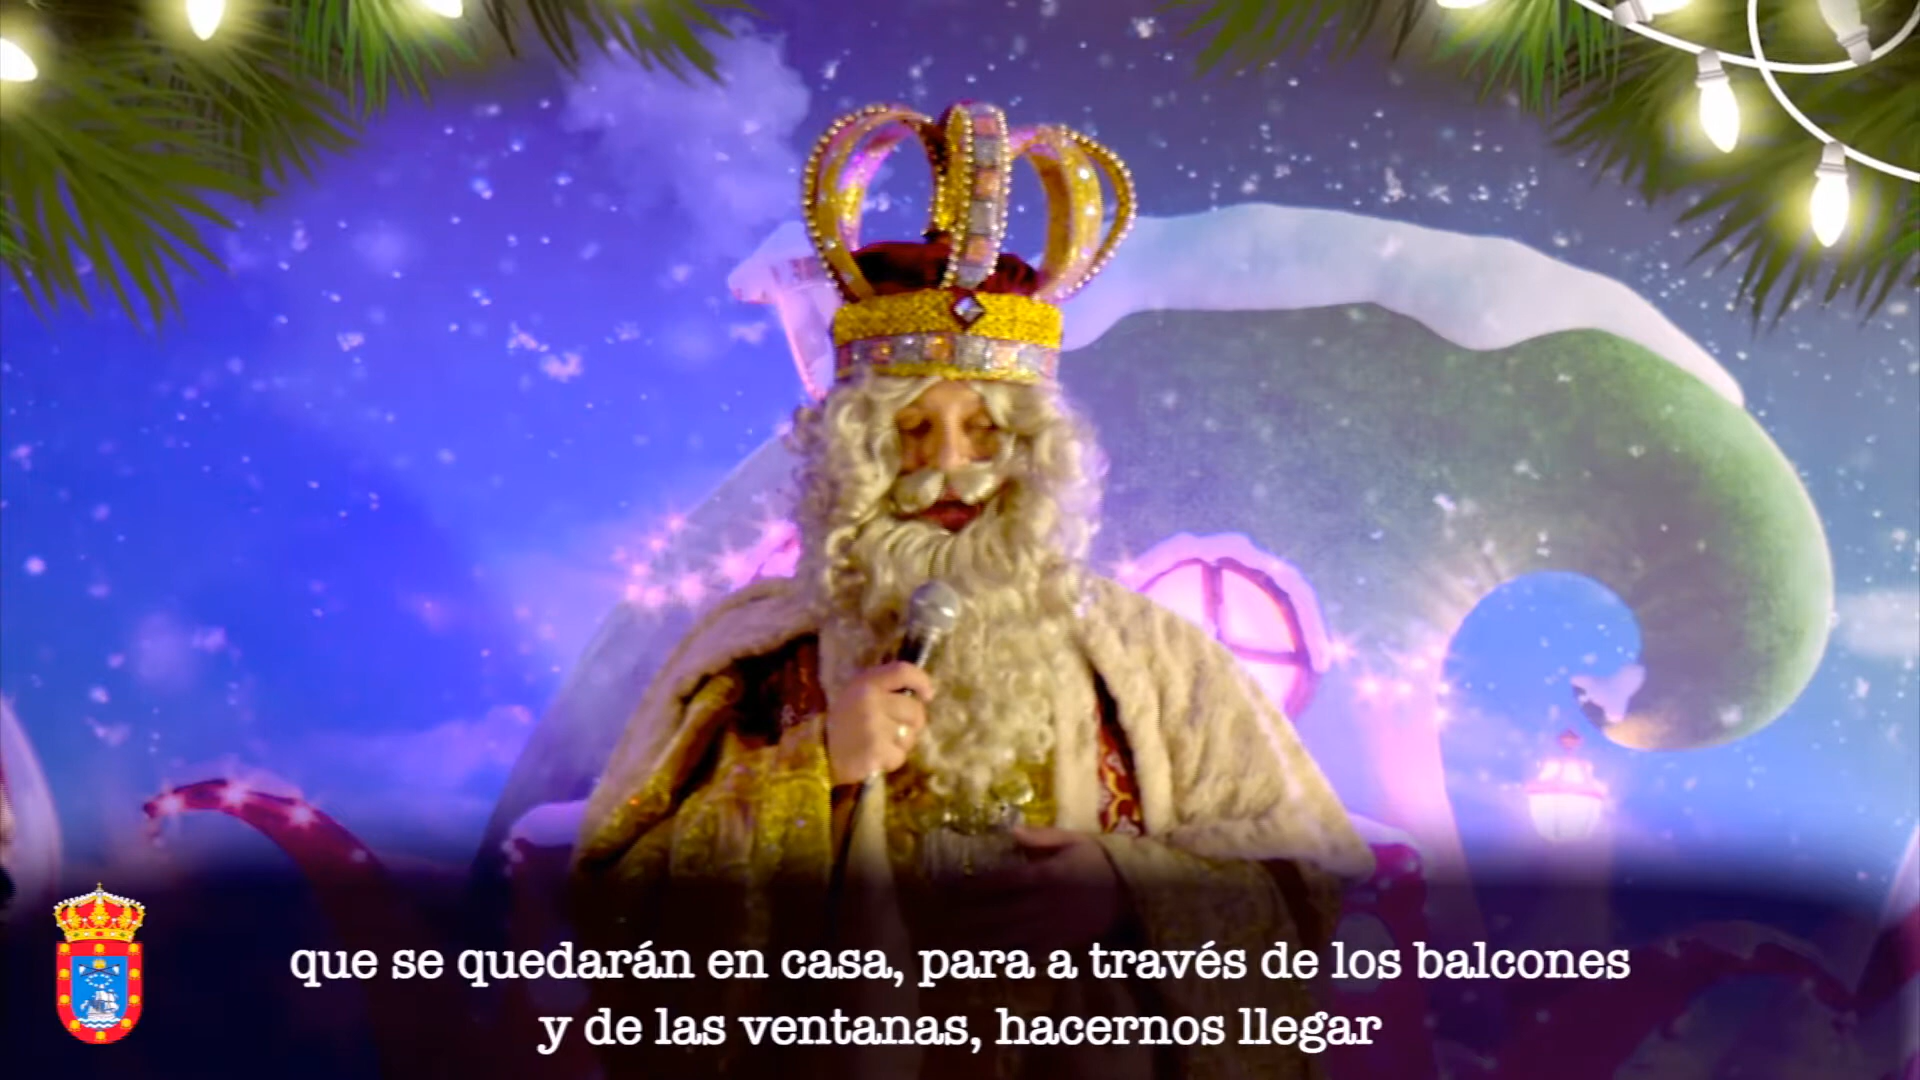 que se quedarán en casa, para a través de los balcones
y de las ventanas, hacernos llegar